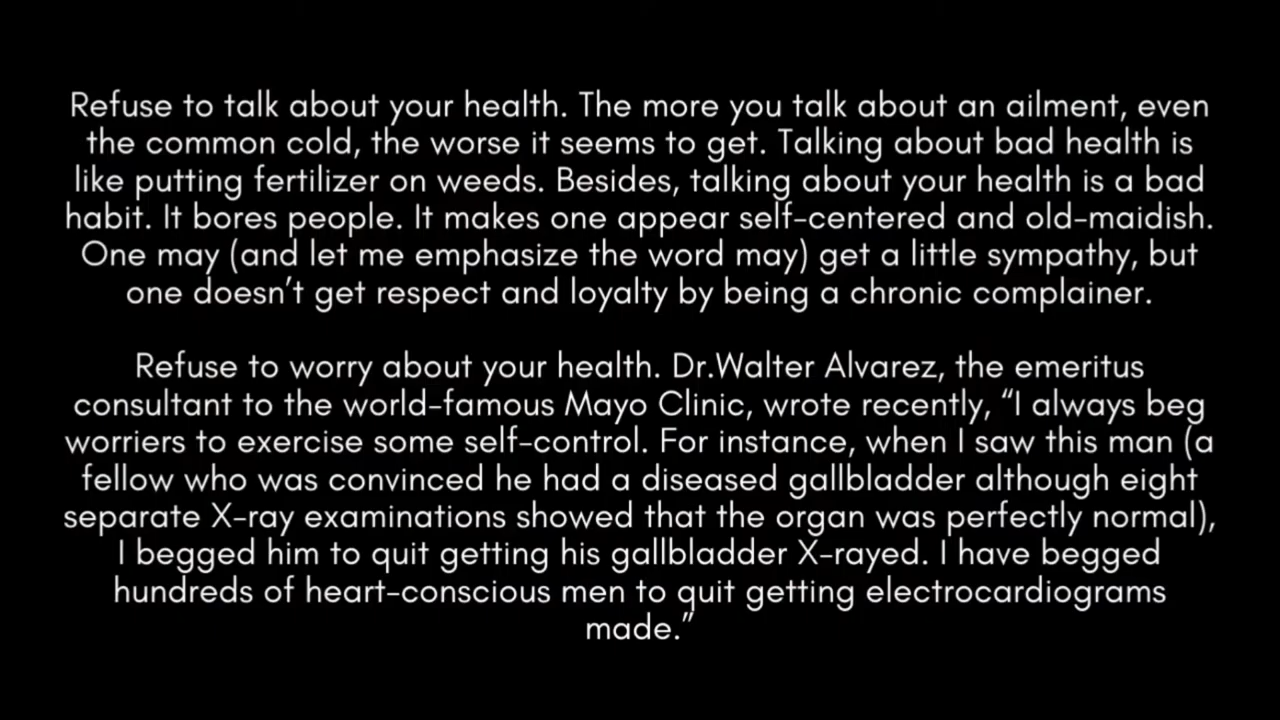 Refuse to talk about your health. The more you talk about an ailment, even
the common cold, the worse it seems to get. Talking about bad health is
like putting fertilizer on weeds. Besides, talking about your health is a bad
habit. It bores people. It makes one appear self-centered and old-maidish.
One may (and let me emphasize the word may) get a little sympathy, but
one doesn’t get respect and loyalty by being a chronic complainer.
Refuse to worry about your health. Dr.Walter Alvarez, the emeritus
consultant to the world-famous Mayo Clinic, wrote recently, “I always beg
worriers to exercise some self-control. For instance, when I saw this man (a
fellow who was convinced he had a diseased gallbladder although eight
separate X-ray examinations showed that the organ was perfectly normal),
I begged him to quit getting his gallbladder X-rayed. I have begged
hundreds of heart-conscious men to quit getting electrocardiograms
made.”